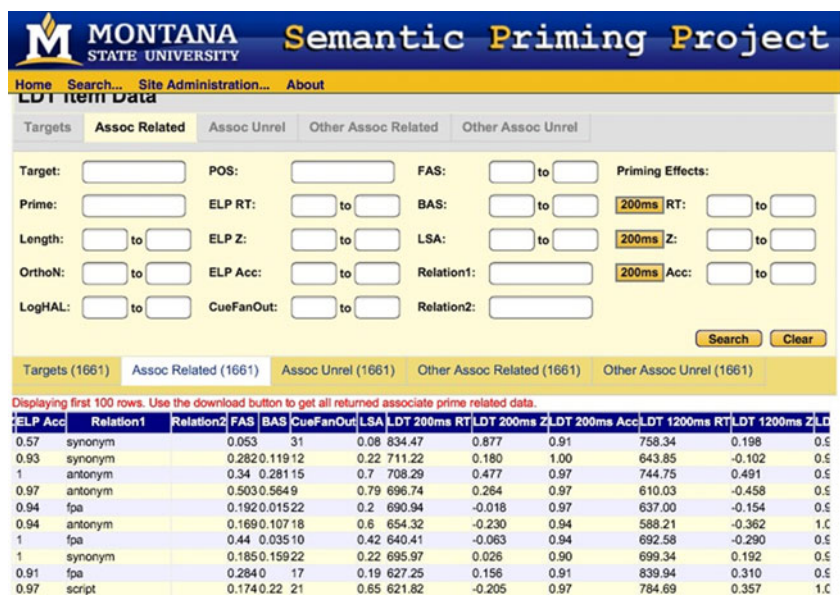 MONTANA
STATE UNIVERSITY
Semantic Priming Project
Home Search... Site Administration... About
LDT Item Data
Targets Assoc Related Assoc Unrel Other Assoc Related Other Assoc Unrel
Target: POS: FAS: to Priming Effects:
Prime: ELP RT: to BAS: to 200ms RT: to
Length: to ELP Z: to LSA: to 200ms Z: to
OrthoN: to ELP Acc: to Relation1: 200ms Acc: to
LogHAL: to CueFanOut: to Relation2:
Search Clear
Targets (1661) Assoc Related (1661) Assoc Unrel (1661) Other Assoc Related (1661) Other Assoc Unrel (1661)
Displaying first 100 rows. Use the download button to get all returned associate prime related data.
ELP Acc Relation1 Relation2 FAS BAS CueFanOut LSA LDT 200ms RT LDT 200ms Z LDT 200ms Acc LDT 1200ms RT LDT 1200ms Z
0.57 synonym 0.053 31 0.08 834.47 0.877 0.91 758.34 0.198
0.93 synonym 0.282 0.119 12 0.22 711.22 0.180 1.00 643.85 -0.102
1 antonym 0.34 0.281 15 0.7 708.29 0.477 0.97 744.75 0.491
0.97 antonym 0.503 0.564 9 0.79 696.74 0.264 0.97 610.03 -0.458
0.94 fpa 0.192 0.015 22 0.2 690.94 -0.018 0.97 637.00 -0.154
0.94 antonym 0.169 0.107 18 0.6 654.32 -0.230 0.94 588.21 -0.362
1 fpa 0.44 0.035 10 0.42 640.41 -0.063 0.94 692.58 -0.290
1 synonym 0.185 0.159 22 0.22 695.97 0.026 0.90 699.34 0.192
0.91 fpa 0.284 0 17 0.19 627.25 0.156 0.91 839.94 0.310
0.97 script 0.174 0.22 21 0.65 621.82 -0.205 0.97 784.69 0.357